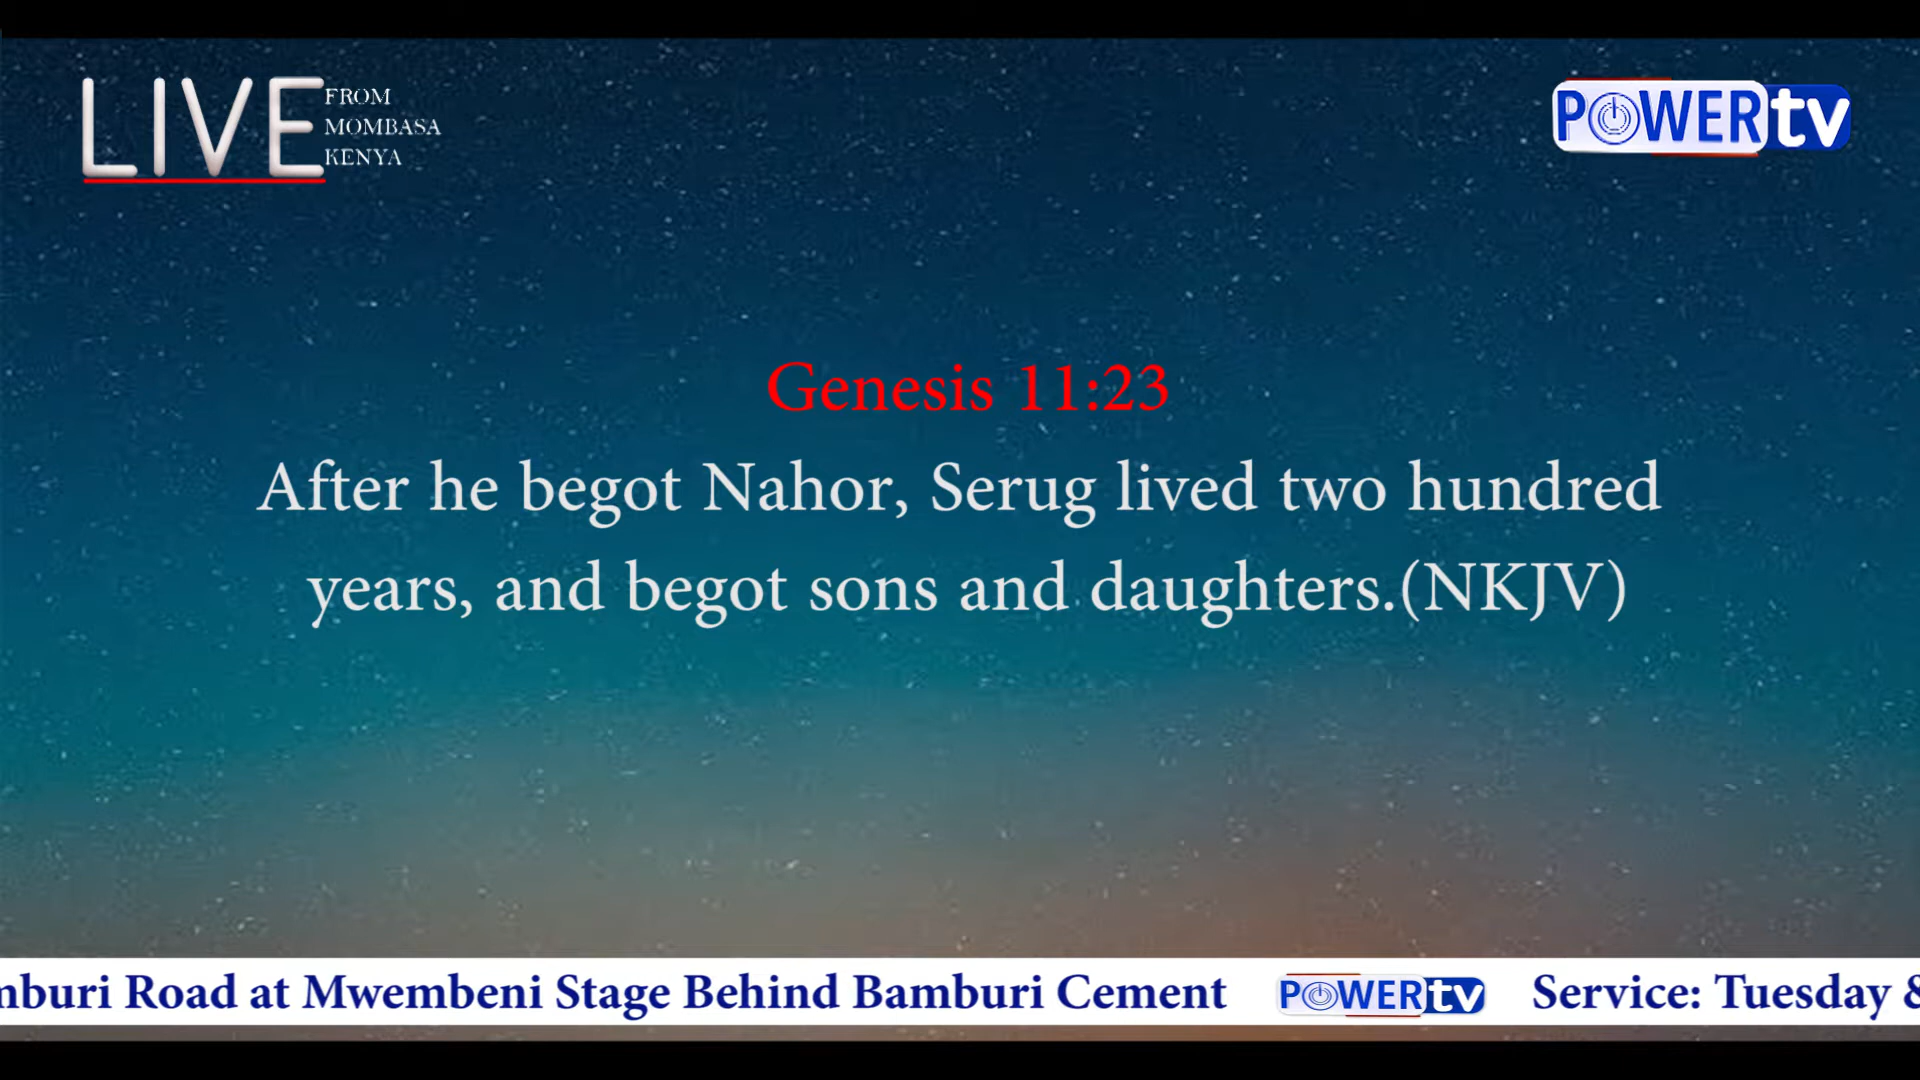 LIVE
FROM
MOMBASA
KENYA
POWERtv
Genesis 11:23
After he begot Nahor, Serug lived two hundred
years, and begot sons and daughters.(NKJV)
Road at Mwembeni Stage Behind Bamburi Cement POWERtv Service: Tuesday